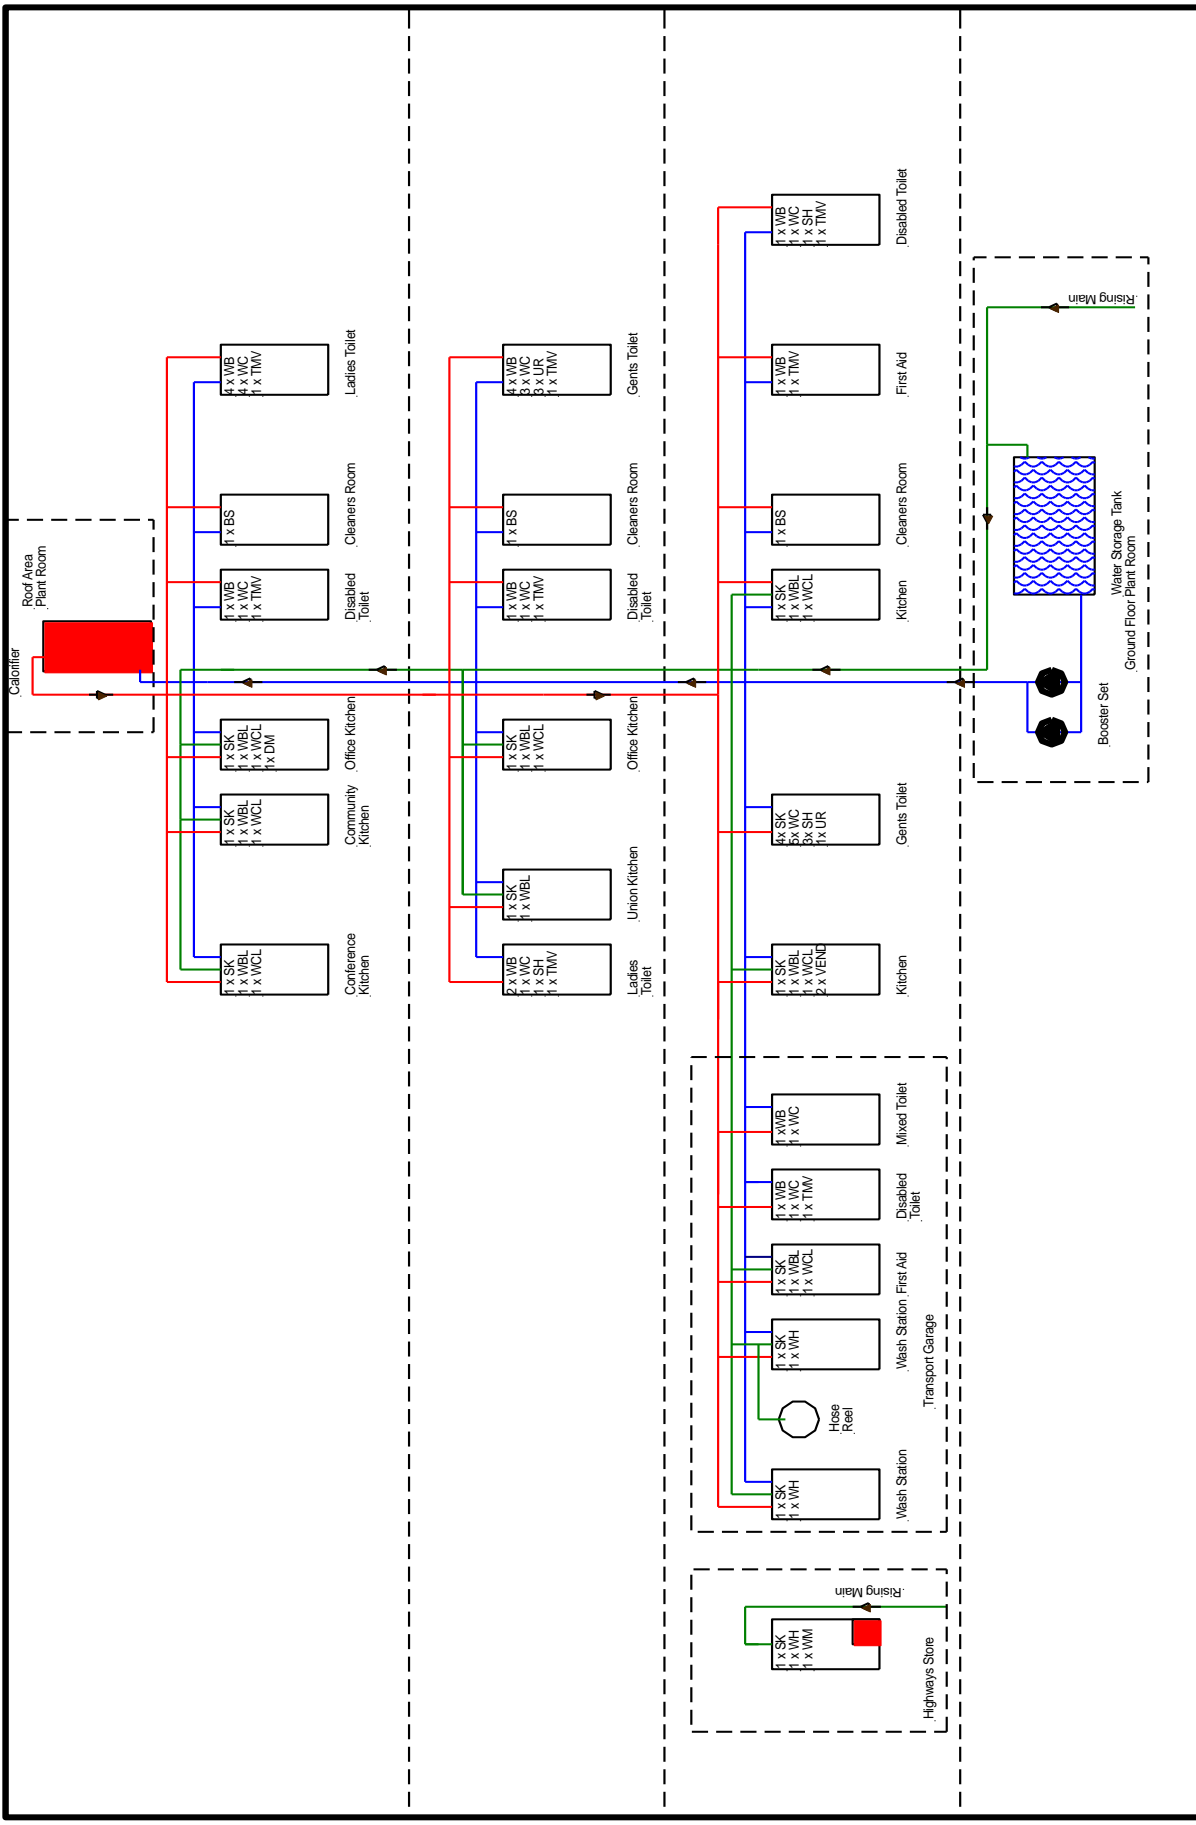 Calorifier
Roof Area
Plant Room
Conference
Kitchen
1 x SK
1 x WBL
1 x WCL
Community
Kitchen
1 x SK
1 x WBL
1 x WCL
Office Kitchen
1 x SK
1 x WBL
1 x WCL
1x DM
Disabled
Toilet
1 x WB
1 x WC
1 x TMV
Cleaners Room
1 x BS
Ladies Toilet
4 x WB
4 x WC
1 x TMV
Ladies
Toilet
2 x WB
1 x WC
1 x SH
1 x TMV
Union Kitchen
1 x SK
1 x WBL
Office Kitchen
1 x SK
1 x WBL
1 x WCL
Disabled
Toilet
1 x WB
1 x WC
1 x TMV
Cleaners Room
1 x BS
Gents Toilet
4 x WB
3 x WC
3 x UR
1 x TMV
Highways Store
1 x SK
1 x WH
1 x WM
Rising Main
Wash Station
1 x SK
1 x WH
Hose
Reel
Wash Station
1 x SK
1 x WH
First Aid
1 x SK
1 x WBL
1 x WCL
Disabled
Toilet
1 x WB
1 x WC
1 x TMV
Mixed Toilet
1 xWB
1 x WC
Transport Garage
Kitchen
1 x SK
1 x WBL
1 x WCL
2 x VEND
Gents Toilet
4x SK
5x WC
3x SH
1x UR
Kitchen
1 x SK
1 x WBL
1 x WCL
Cleaners Room
1 x BS
First Aid
1 x WB
1 x TMV
Disabled Toilet
1 x WB
1 x WC
1 x SH
1 x TMV
Booster Set
Water Storage Tank
Ground Floor Plant Room
Rising Main